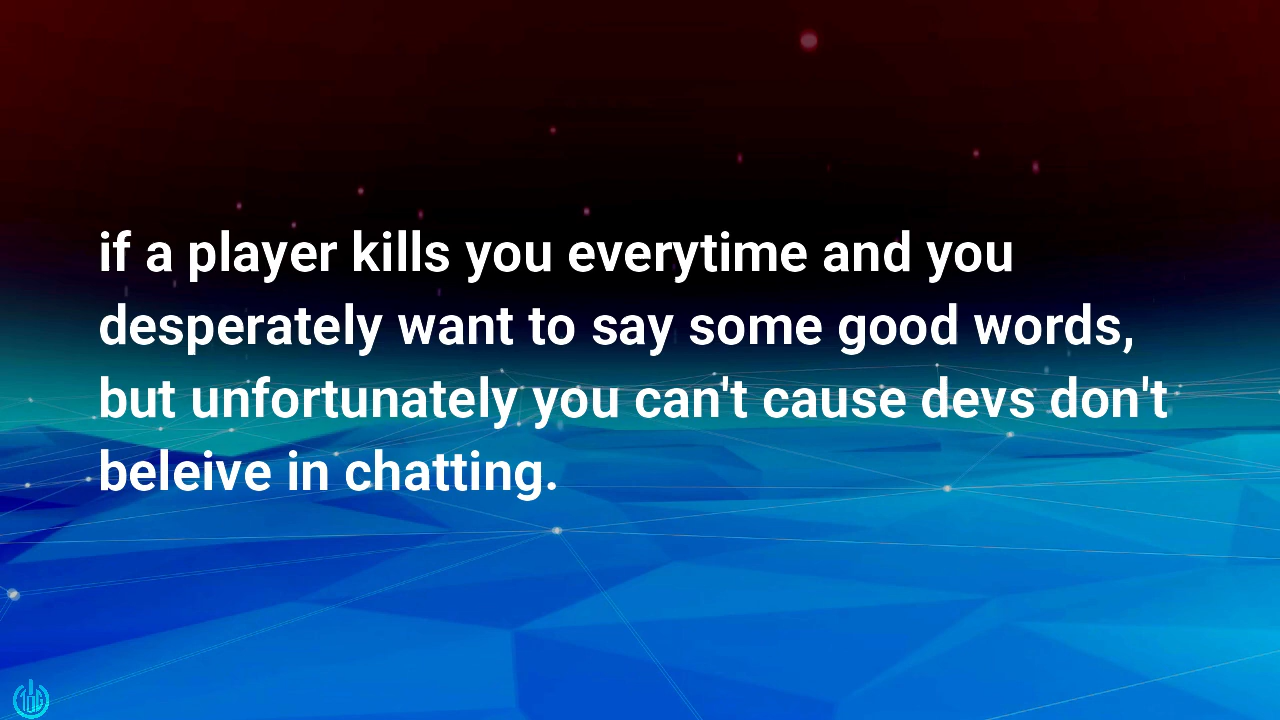 if a player kills you everytime and you
desperately want to say some good words,
but unfortunately you can't cause devs don't
beleive in chatting.